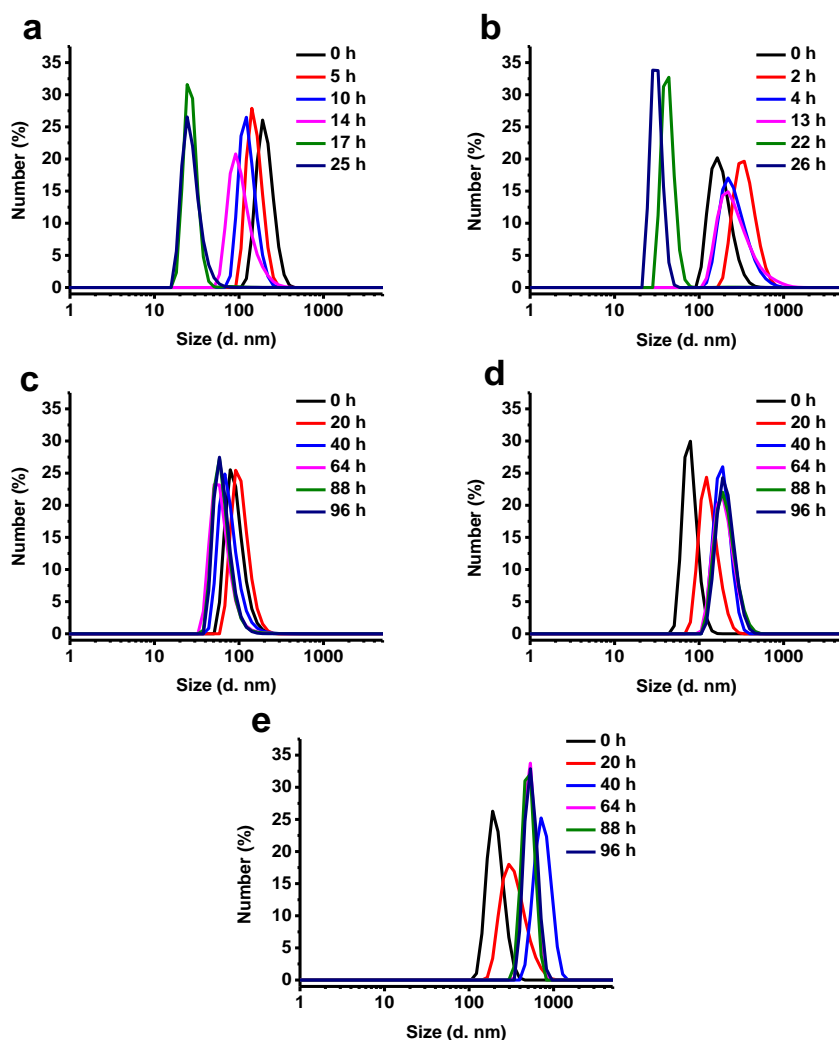 a
0 h
5 h
10 h
14 h
17 h
25 h
Number (%)
35
30
25
20
15
10
5
0
1 10 100 1000
Size (d. nm)
b
0 h
2 h
4 h
13 h
22 h
26 h
Number (%)
35
30
25
20
15
10
5
0
1 10 100 1000
Size (d. nm)
c
0 h
20 h
40 h
64 h
88 h
96 h
Number (%)
35
30
25
20
15
10
5
0
1 10 100 1000
Size (d. nm)
d
0 h
20 h
40 h
64 h
88 h
96 h
Number (%)
35
30
25
20
15
10
5
0
1 10 100 1000
Size (d. nm)
e
0 h
20 h
40 h
64 h
88 h
96 h
Number (%)
35
30
25
20
15
10
5
0
1 10 100 1000
Size (d. nm)